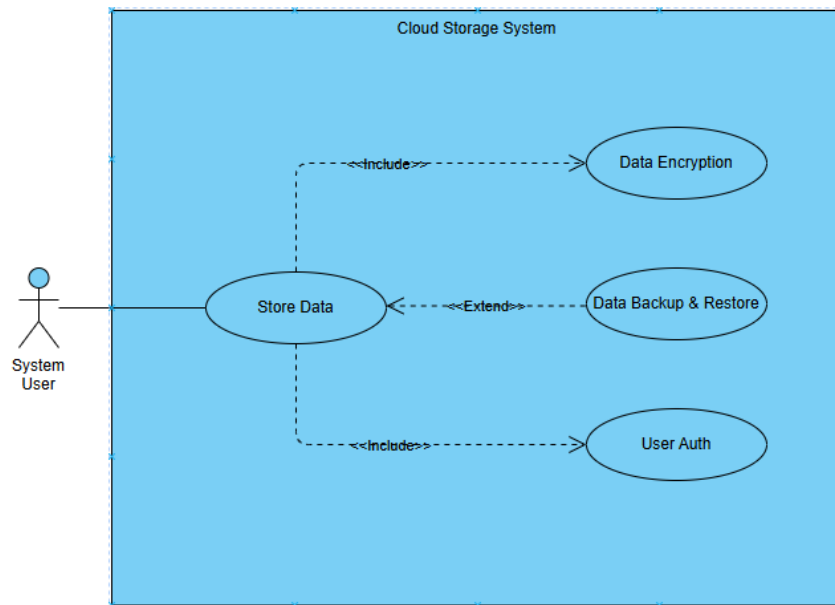 Cloud Storage System
<<Include>>
Data Encryption
Store Data
<<Extend>>
Data Backup & Restore
System
User
<<Include>>
User Auth